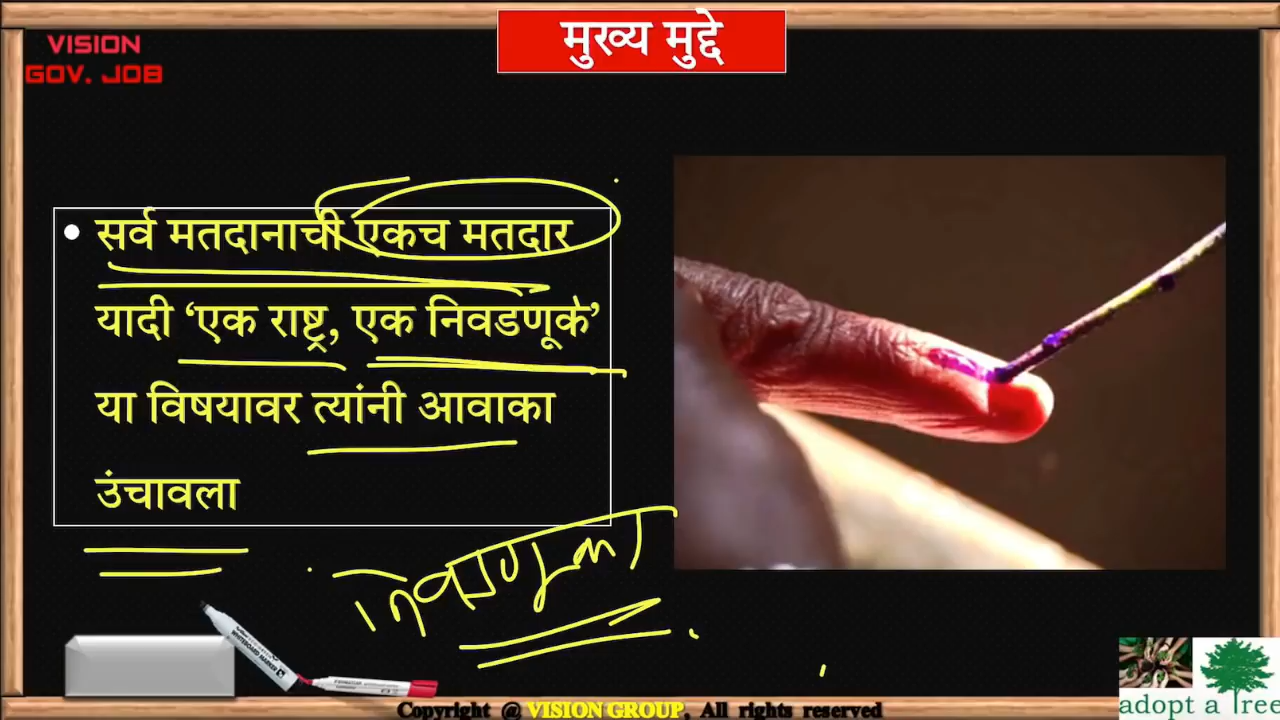 मुख्य मुद्दे
VISION
GOV. JOB
• सर्व मतदानाची एकच मतदार
यादी ‘एक राष्ट्र, एक निवडणूके’
या विषयावर त्यांनी आवाका
उंचावला
adopt a Tree
Copyright @ VISION GROUP, All rights reserved